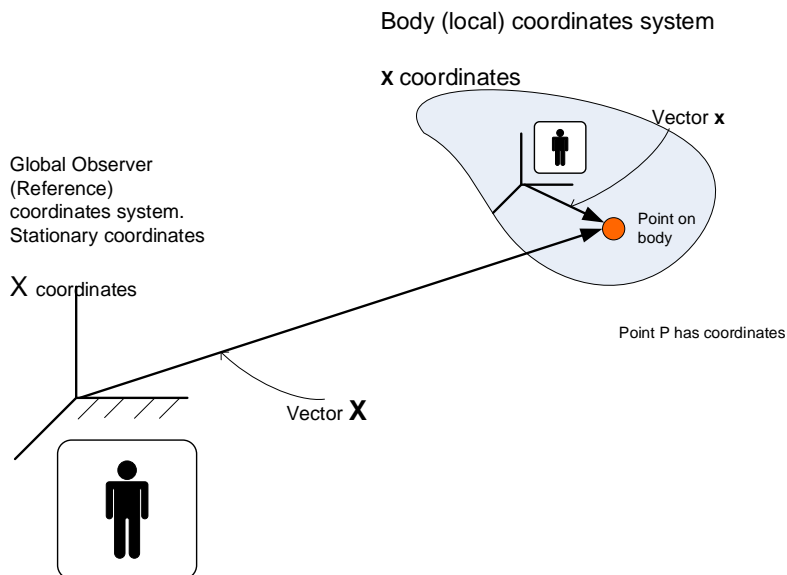 Body (local) coordinates system
x coordinates
Vector x
Global Observer
(Reference)
coordinates system.
Stationary coordinates
X coordinates
Point on
body
Point P has coordinates
Vector X